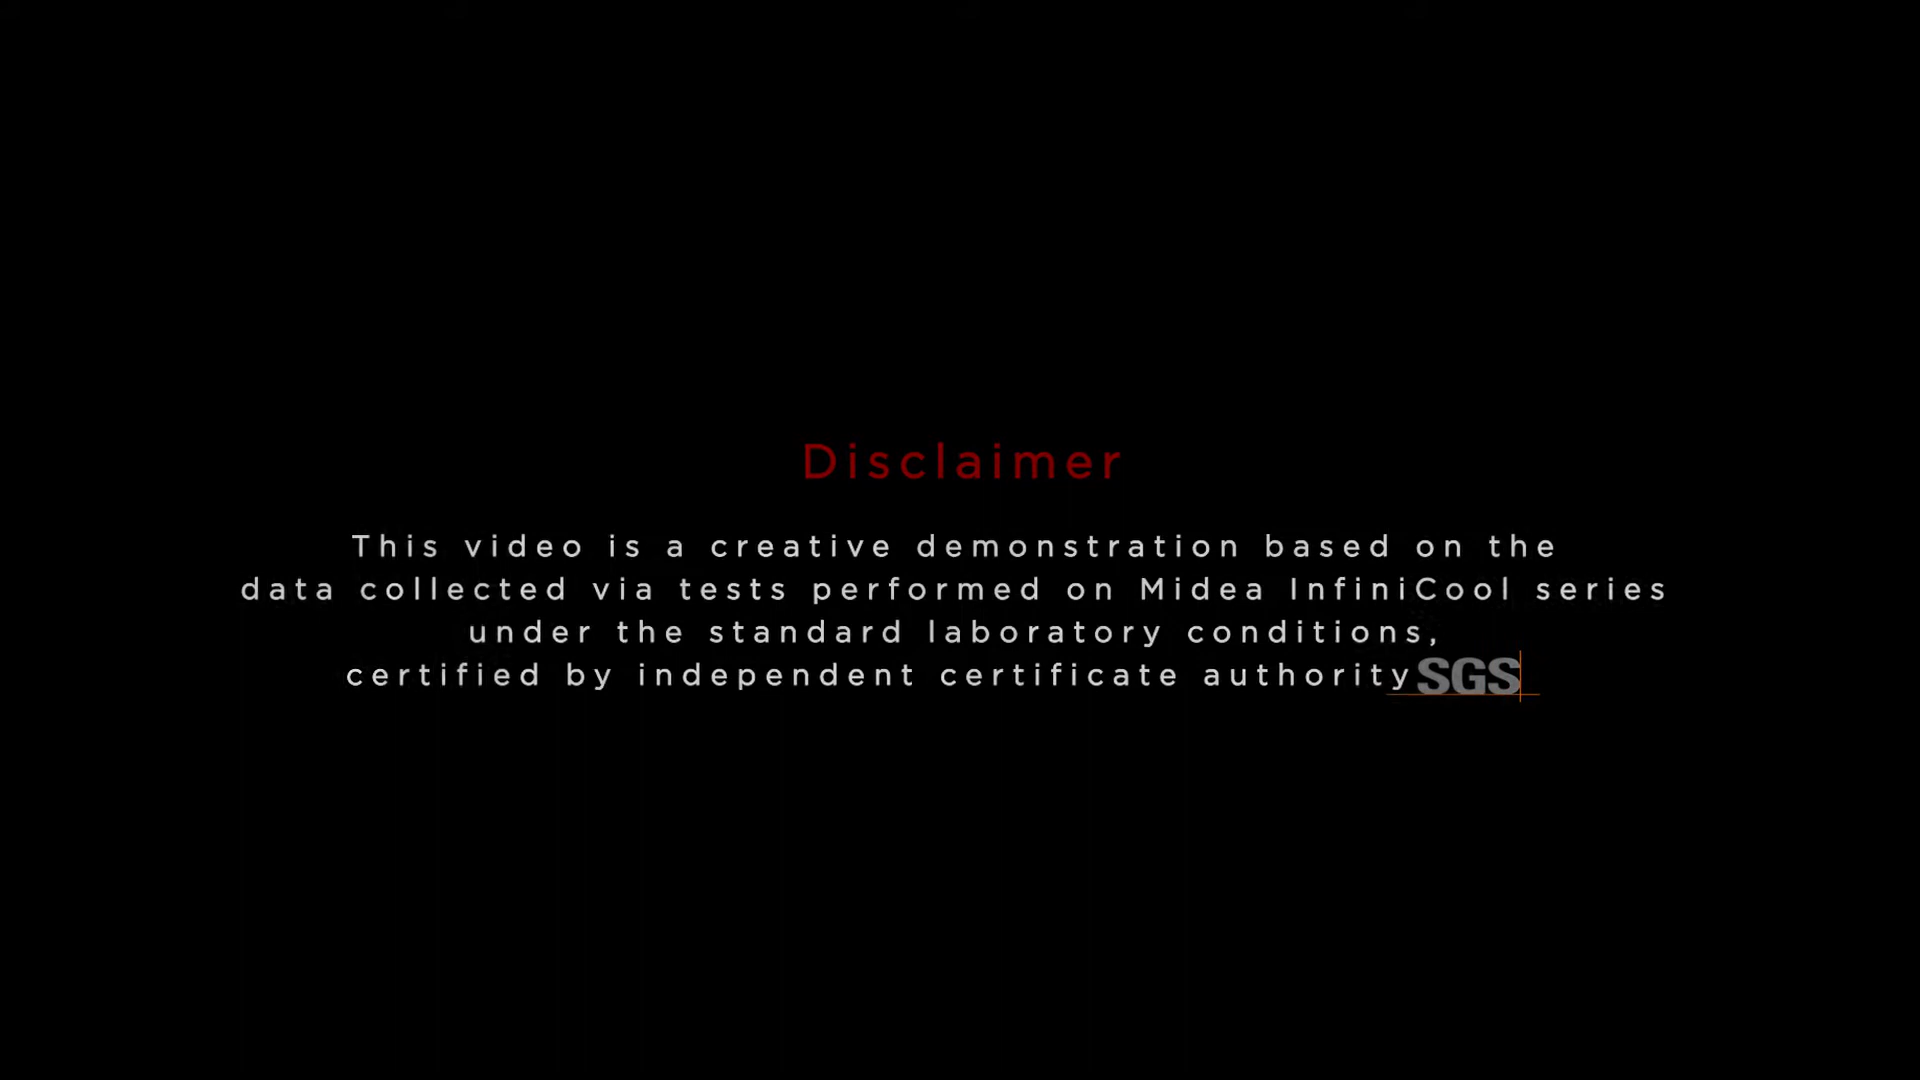 Disclaimer
This video is a creative demonstration based on the
data collected via tests performed on Midea InfiniCool series
under the standard laboratory conditions,
certified by independent certificate authority SGS